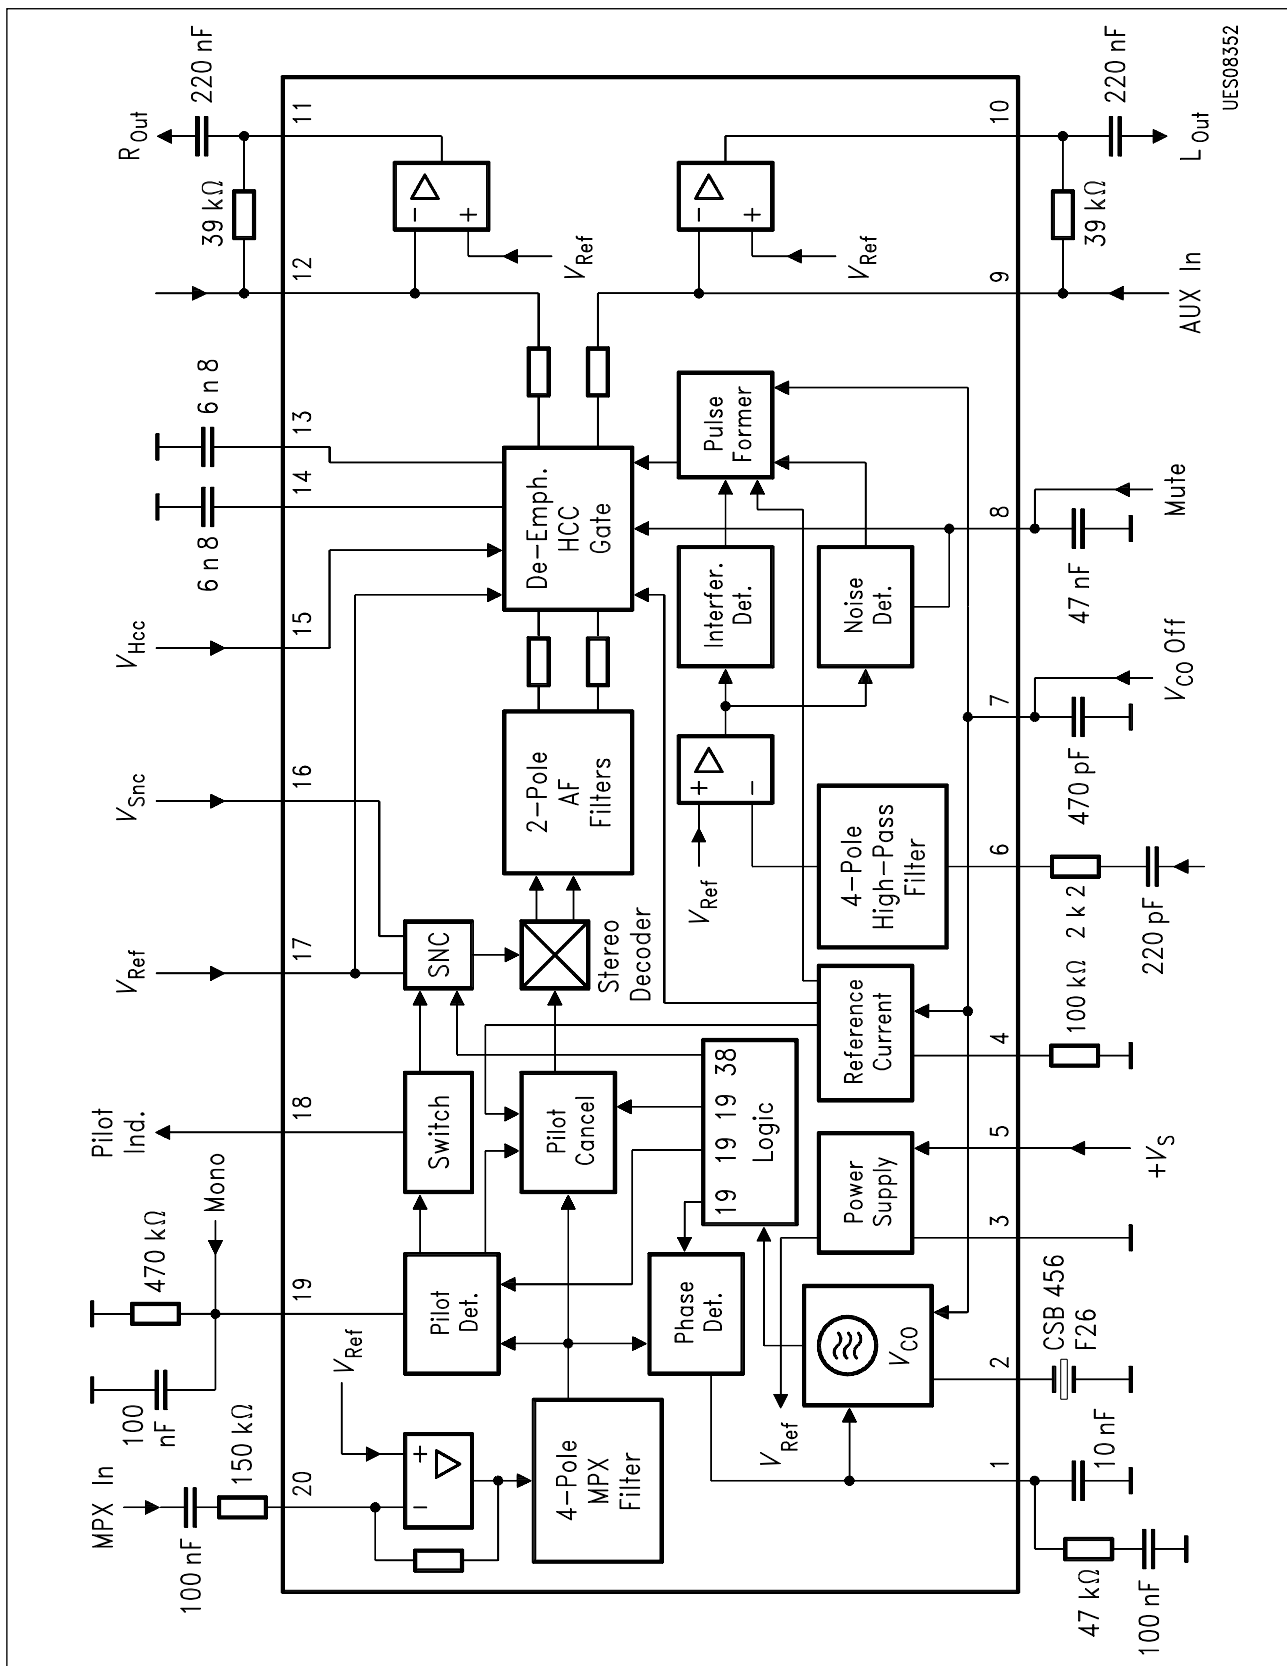 MPX In
100 nF
150 kΩ
20
100
nF
470 kΩ
Mono
19
Pilot
Ind.
18
V Ref
17
V Snc
16
V Hcc
15
6 n 8
14
6 n 8
13
12
39 kΩ
R Out
220 nF
11
V Ref
+
−
4−Pole
MPX
Filter
Pilot
Det.
Switch
SNC
Pilot
Cancel
Stereo
Decoder
2−Pole
AF
Filters
De−Emph.
HCC
Gate
−
+
V Ref
Phase
Det.
19 19 19 38
Logic
V Ref
+
−
Interfer.
Det.
Pulse
Former
−
+
V Ref
V Ref
V CO
Power
Supply
Reference
Current
4−Pole
High−Pass
Filter
Noise
Det.
1
47 kΩ
100 nF
10 nF
2
CSB 456
F26
3
5
+V S
4
100 kΩ
6
2 k 2
220 pF
7
470 pF
V CO Off
8
47 nF
Mute
9
AUX In
39 kΩ
10
L Out
220 nF
UES08352